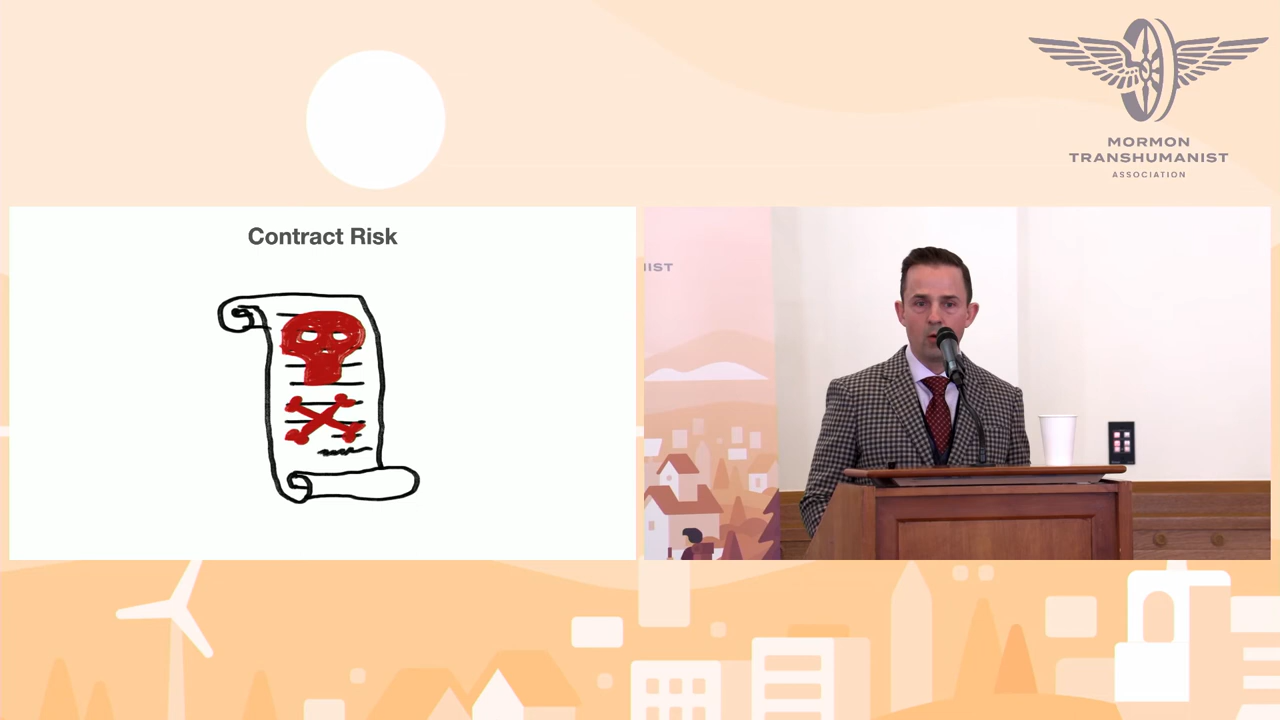 MORMON
TRANSHUMANIST
ASSOCIATION
Contract Risk
IST